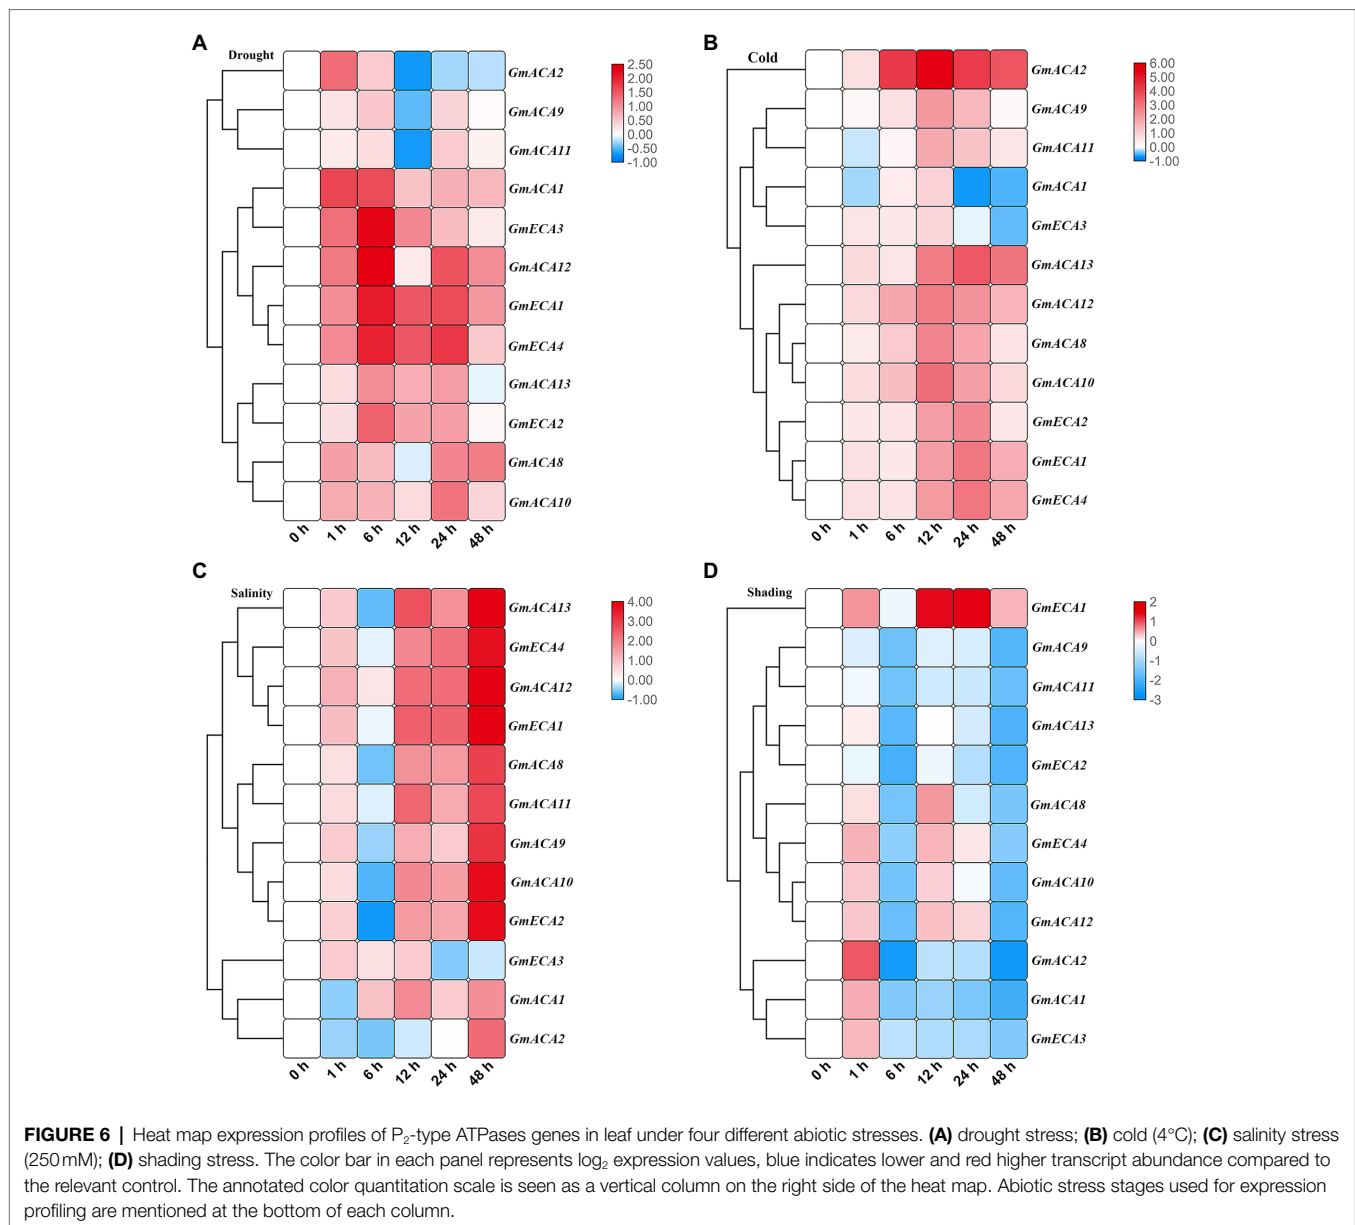 A
Drought
GmACA2
GmACA9
GmACA11
GmACA1
GmECA3
GmACA12
GmECA1
GmECA4
GmACA13
GmECA2
GmACA8
GmACA10
0 h 1 h 6 h 12 h 24 h 48 h
2.50
2.00
1.50
1.00
0.50
0.00
-0.50
-1.00
B
Cold
GmACA2
GmACA9
GmACA11
GmACA1
GmECA3
GmACA13
GmACA12
GmACA8
GmACA10
GmECA2
GmECA1
GmECA4
0 h 1 h 6 h 12 h 24 h 48 h
6.00
5.00
4.00
3.00
2.00
1.00
0.00
-1.00
C
Salinity
GmACA13
GmECA4
GmACA12
GmECA1
GmACA8
GmACA11
GmACA9
GmACA10
GmECA2
GmECA3
GmACA1
GmACA2
0 h 1 h 6 h 12 h 24 h 48 h
4.00
3.00
2.00
1.00
0.00
-1.00
D
Shading
GmECA1
GmACA9
GmACA11
GmACA13
GmECA2
GmACA8
GmECA4
GmACA10
GmACA12
GmACA2
GmACA1
GmECA3
0 h 1 h 6 h 12 h 24 h 48 h
2
1
0
-1
-2
-3
FIGURE 6 | Heat map expression profiles of P₂-type ATPases genes in leaf under four different abiotic stresses. (A) drought stress; (B) cold (4°C); (C) salinity stress
(250 mM); (D) shading stress. The color bar in each panel represents log₂ expression values, blue indicates lower and red higher transcript abundance compared to
the relevant control. The annotated color quantitation scale is seen as a vertical column on the right side of the heat map. Abiotic stress stages used for expression
profiling are mentioned at the bottom of each column.